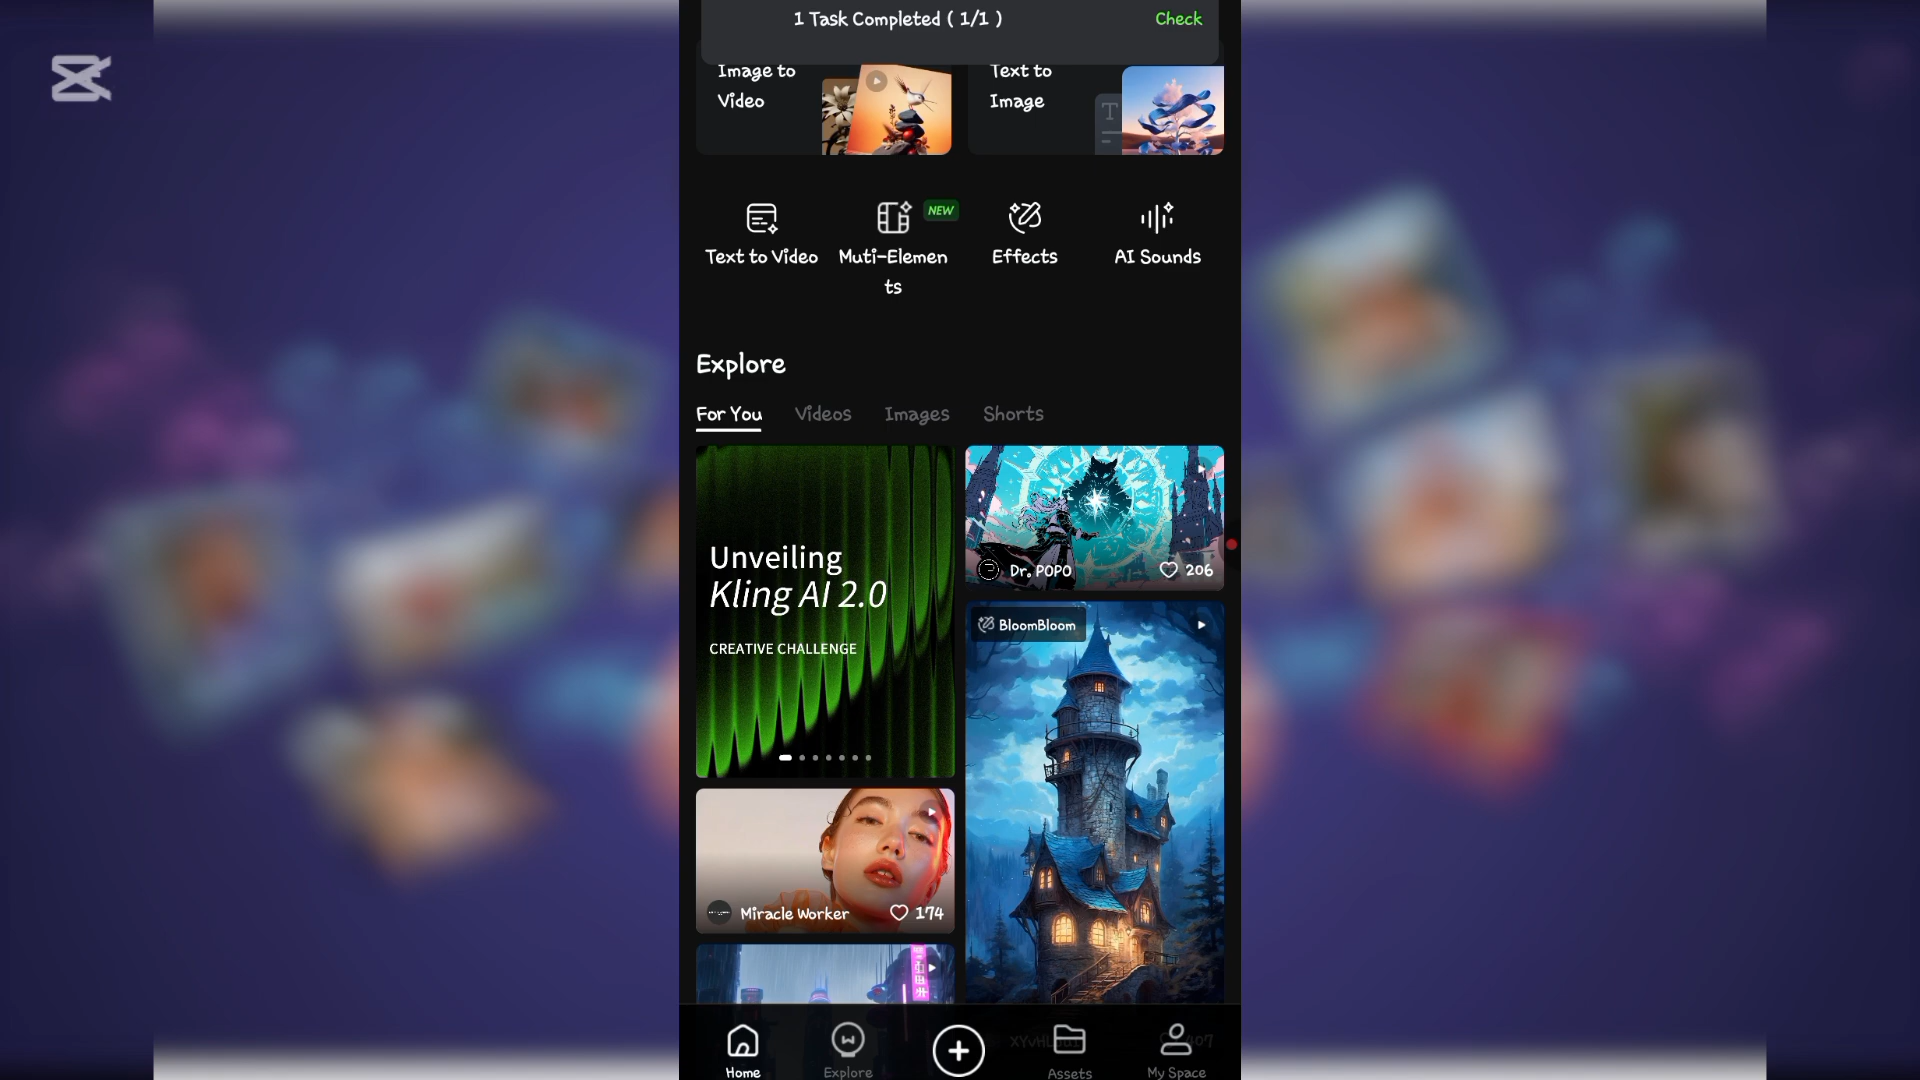 1 Task Completed ( 1/1 )
Check
Image to
Video
Text to
Image
T
Text to Video
Muti-Elemen
ts
NEW
Effects
AI Sounds
Explore
For You
Videos
Images
Shorts
Unveiling
Kling AI 2.0
CREATIVE CHALLENGE
Dr. POPO
206
BloomBloom
Miracle Worker
174
Home
Explore
Assets
My Space